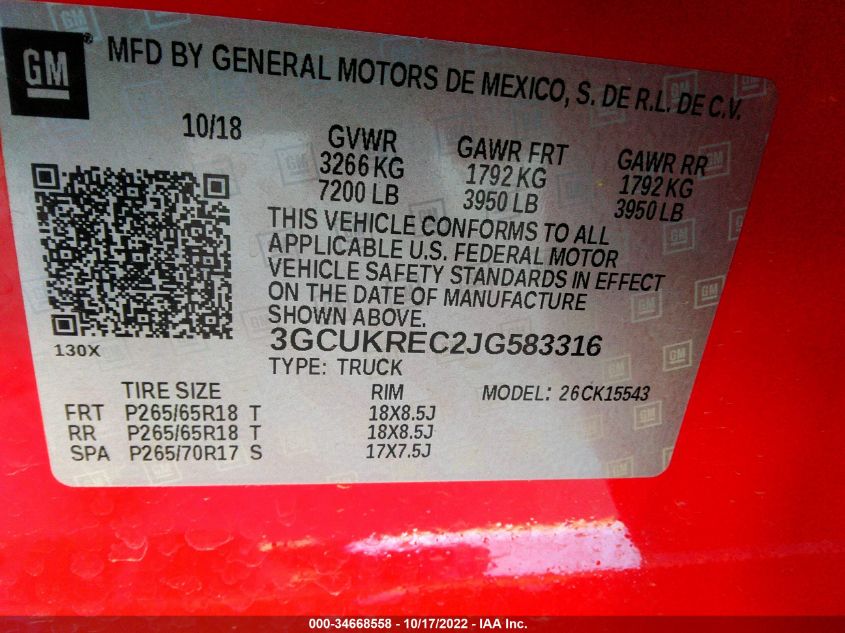 GM ® MFD BY GENERAL MOTORS DE MEXICO, S. DE R.L. DE C.V.
10/18
GVWR GAWR FRT GAWR RR
3266 KG 1792 KG 1792 KG
7200 LB 3950 LB 3950 LB
THIS VEHICLE CONFORMS TO ALL
APPLICABLE U.S. FEDERAL MOTOR
VEHICLE SAFETY STANDARDS IN EFFECT
ON THE DATE OF MANUFACTURE
SHOWN ABOVE.
130X
3GCUKREC2JG583316
TYPE: TRUCK
TIRE SIZE RIM MODEL: 26CK15543
FRT P265/65R18 T 18X8.5J
RR P265/65R18 T 18X8.5J
SPA P265/70R17 S 17X7.5J
000-34668558 - 10/17/2022 - IAA Inc.